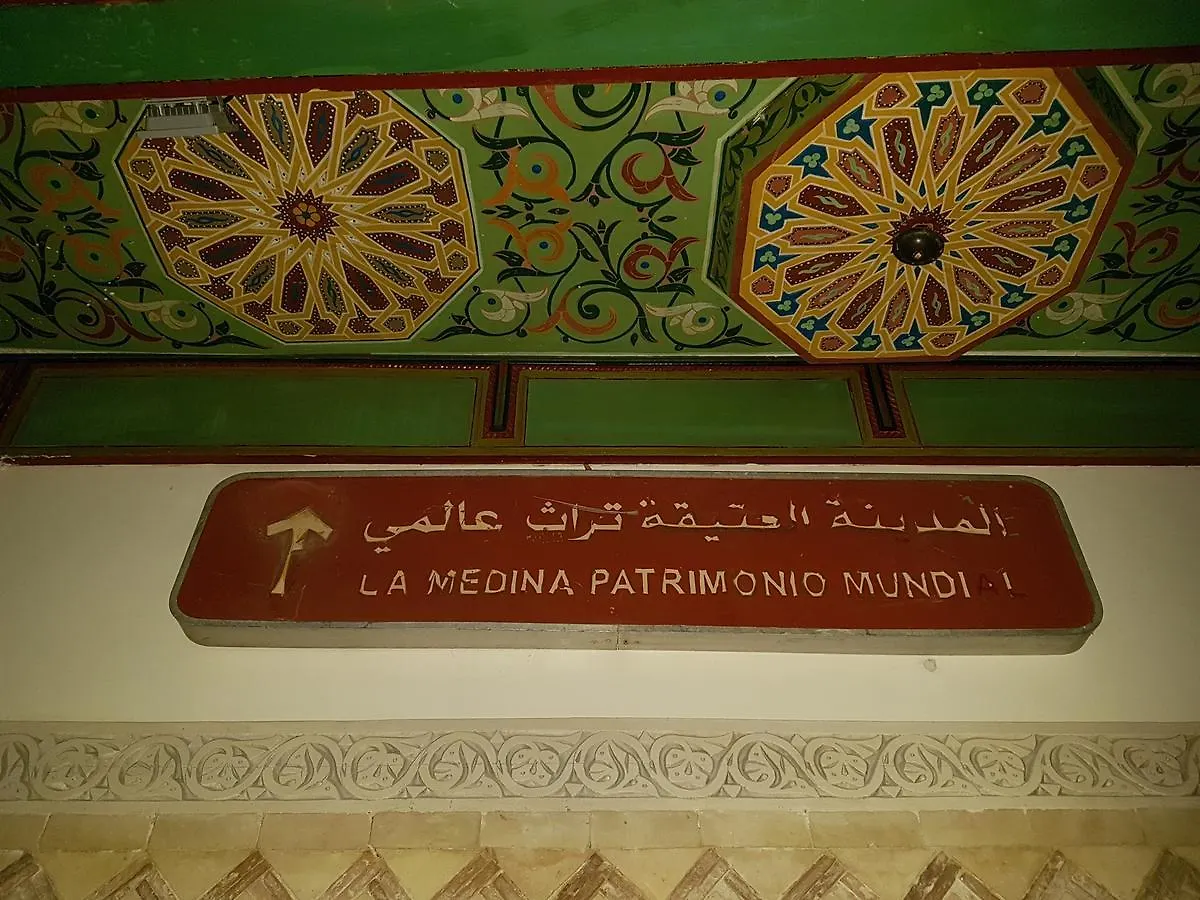 المدينة العتيقة تراث عالمي
LA MEDINA PATRIMONIO MUNDIAL